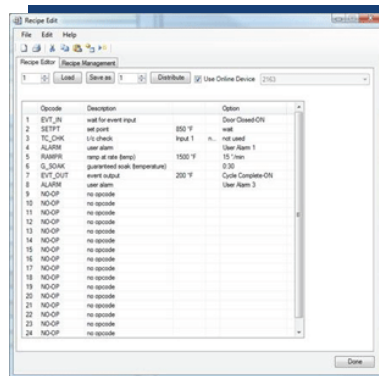 Recipe Edit
File Edit Help
Recipe Editor Recipe Management
1 Load Save as 1 Distribute Use Online Device 2163
Opcode Description Option
1 EVT_IN wait for event input Door Closed-ON
2 SETPT set point 850 °F wait
3 TC_CHK t/c check Input 1 n... not used
4 ALARM user alarm User Alarm 1
5 RAMPR ramp at rate (temp) 1500 °F 15 °/min
6 G_SOAK guaranteed soak (temperature) 0:30
7 EVT_OUT event output 200 °F Cycle Complete-ON
8 ALARM user alarm User Alarm 3
9 NO-OP no opcode
10 NO-OP no opcode
11 NO-OP no opcode
12 NO-OP no opcode
13 NO-OP no opcode
14 NO-OP no opcode
15 NO-OP no opcode
16 NO-OP no opcode
17 NO-OP no opcode
18 NO-OP no opcode
19 NO-OP no opcode
20 NO-OP no opcode
21 NO-OP no opcode
22 NO-OP no opcode
23 NO-OP no opcode
24 NO-OP no opcode
Done